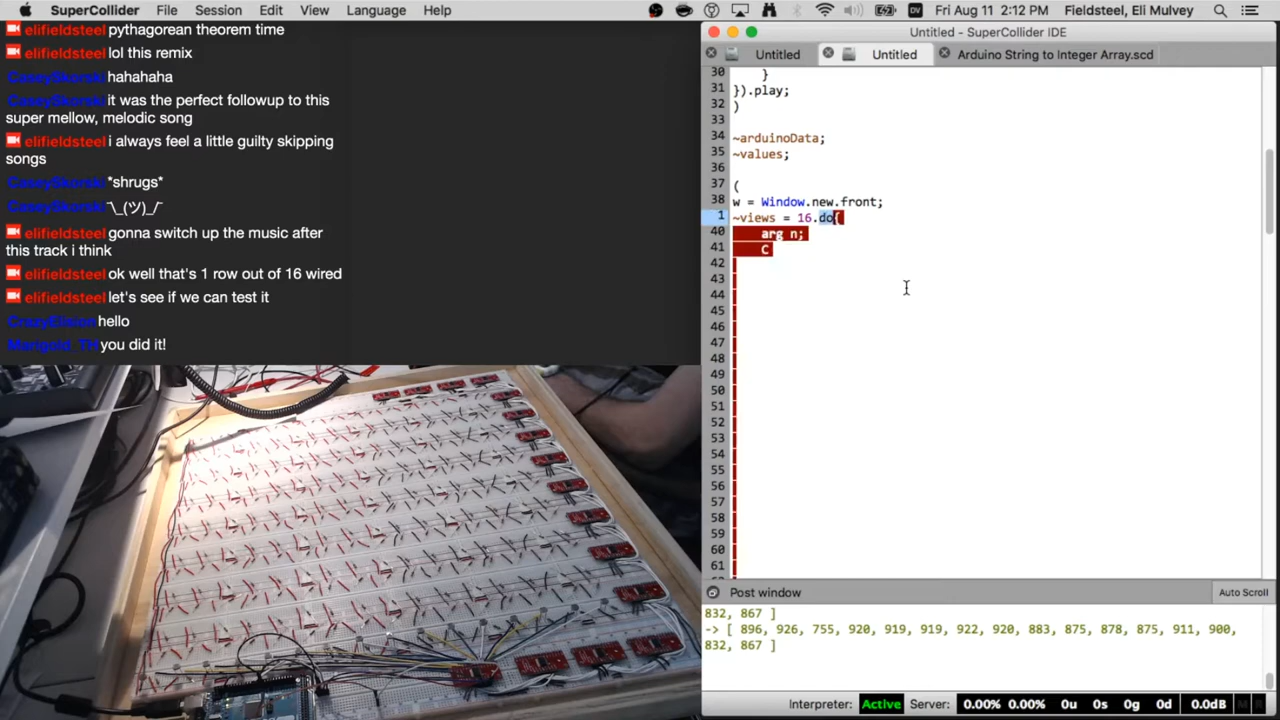 SuperCollider File Session Edit View Language Help
DV Fri Aug 11 2:12 PM Fieldsteel, Eli Mulvey
elifieldsteel pythagorean theorem time
elifieldsteel lol this remix
CaseySkorski hahahaha
CaseySkorski it was the perfect followup to this
super mellow, melodic song
elifieldsteel i always feel a little guilty skipping
songs
CaseySkorski *shrugs*
CaseySkorski ¯\_(ツ)_/¯
elifieldsteel gonna switch up the music after
this track i think
elifieldsteel ok well that's 1 row out of 16 wired
elifieldsteel let's see if we can test it
CrazyElixion hello
Marigold_TH you did it!
Untitled - SuperCollider IDE
Untitled Untitled Arduino String to Integer Array.scd
30 }
31 }).play;
32 )
33
34 ~arduinoData;
35 ~values;
36
37 (
38 w = Window.new.front;
1 ~views = 16.do{
40 arg n;
41 C
42
43
44
45
46
47
48
49
50
51
52
53
54
55
56
57
58
59
60
61
Post window Auto Scroll
832, 867 ]
-> [ 896, 926, 755, 920, 919, 919, 922, 920, 883, 875, 878, 875, 911, 900,
832, 867 ]
Interpreter: Active Server: 0.00% 0.00% 0u 0s 0g 0d 0.0dB M R